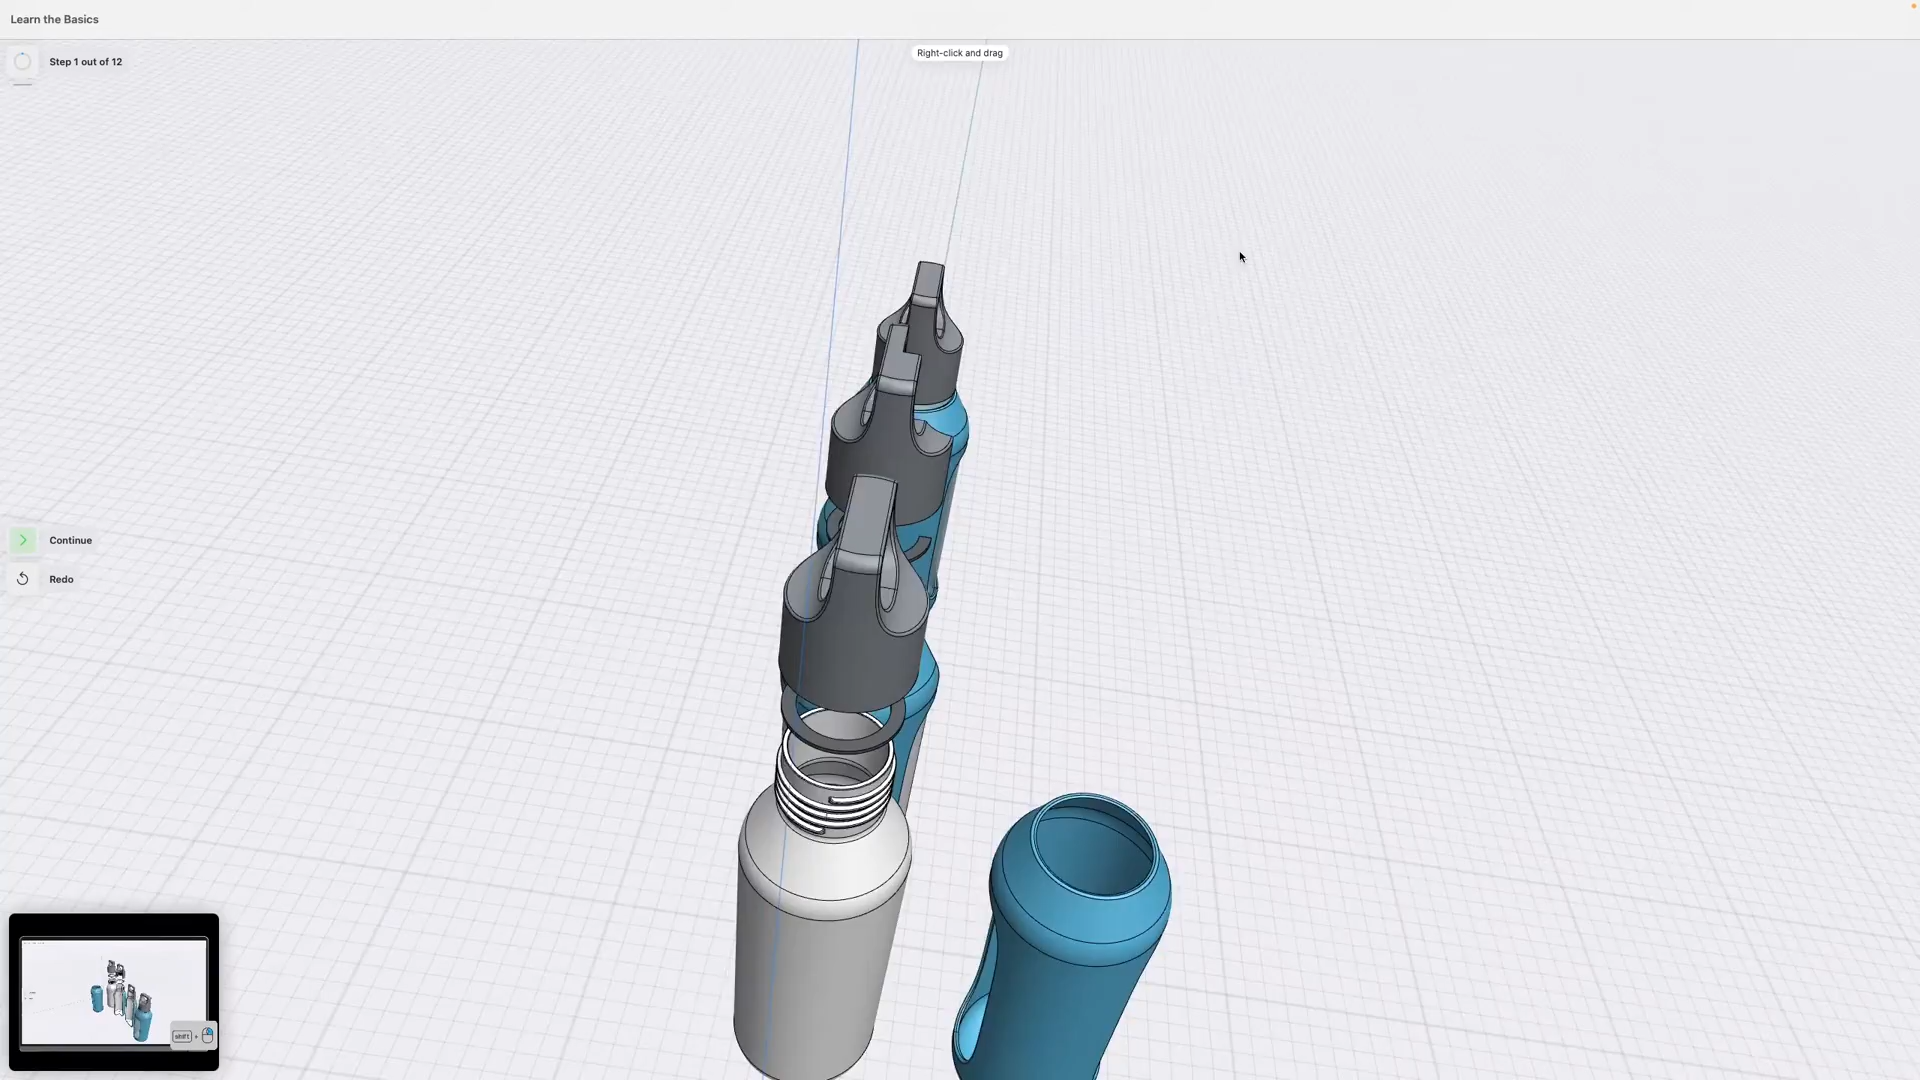 Learn the Basics
Right-click and drag
Step 1 out of 12
Continue
Redo
shift +